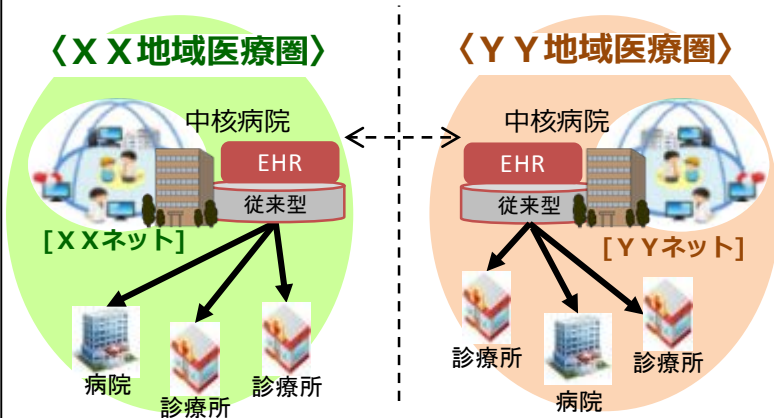 〈ＸＸ地域医療圏〉
中核病院
EHR
従来型
[ＸＸネット]
病院
診療所
診療所
〈ＹＹ地域医療圏〉
中核病院
EHR
従来型
[ＹＹネット]
診療所
病院
診療所